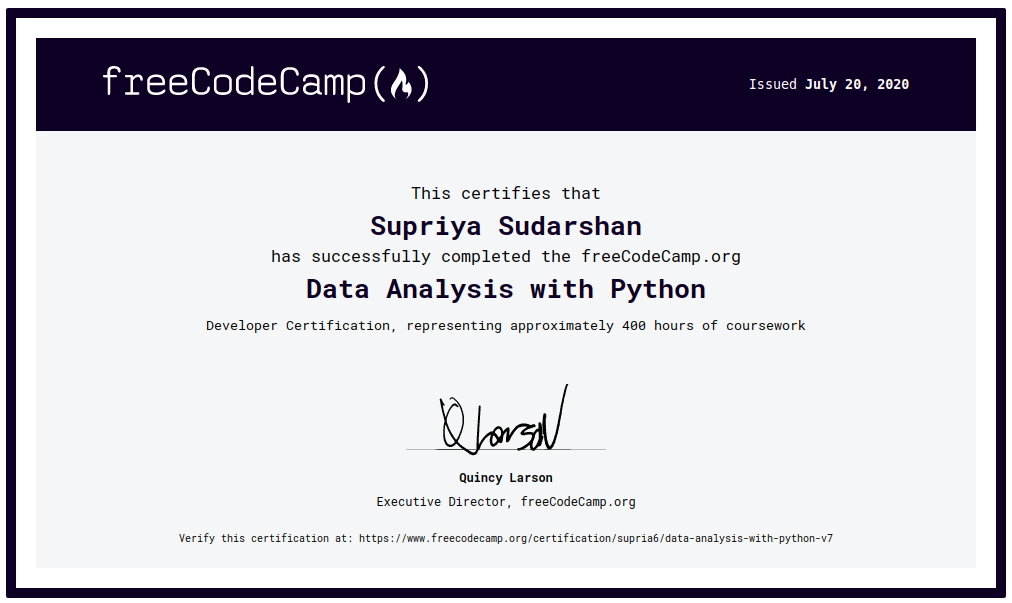 freeCodeCamp(🔥)
Issued July 20, 2020
This certifies that
Supriya Sudarshan
has successfully completed the freeCodeCamp.org
Data Analysis with Python
Developer Certification, representing approximately 400 hours of coursework
QLarson
Quincy Larson
Executive Director, freeCodeCamp.org
Verify this certification at: https://www.freecodecamp.org/certification/supria6/data-analysis-with-python-v7